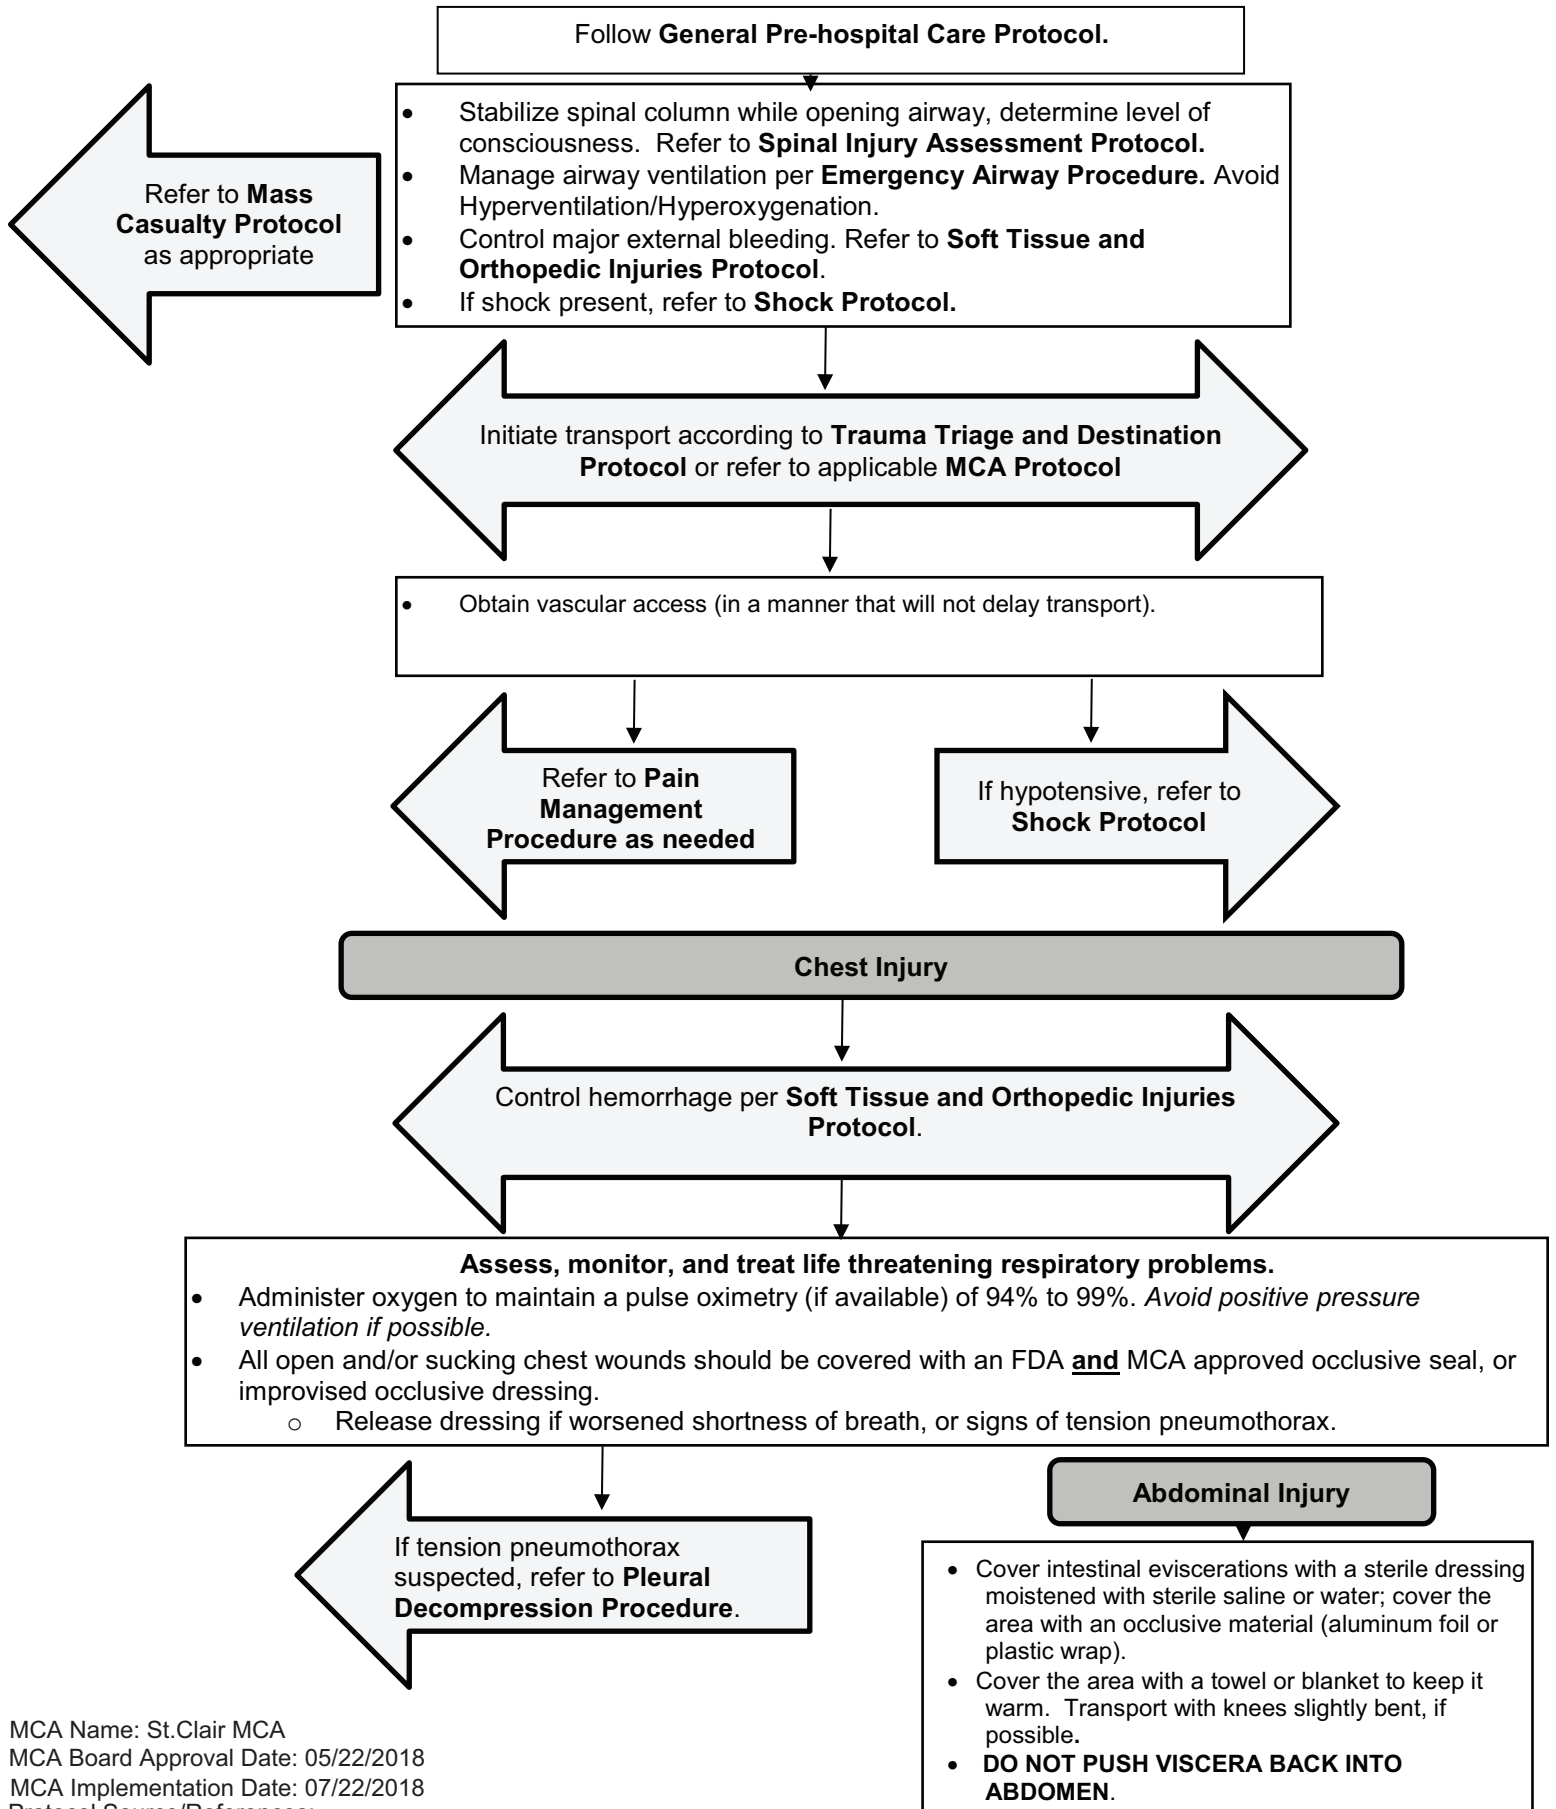 Follow General Pre-hospital Care Protocol.
• Stabilize spinal column while opening airway, determine level of
consciousness. Refer to Spinal Injury Assessment Protocol.
• Manage airway ventilation per Emergency Airway Procedure. Avoid
Hyperventilation/Hyperoxygenation.
• Control major external bleeding. Refer to Soft Tissue and
Orthopedic Injuries Protocol.
• If shock present, refer to Shock Protocol.
Refer to Mass
Casualty Protocol
as appropriate
Initiate transport according to Trauma Triage and Destination
Protocol or refer to applicable MCA Protocol
• Obtain vascular access (in a manner that will not delay transport).
Refer to Pain
Management
Procedure as needed
If hypotensive, refer to
Shock Protocol
Chest Injury
Control hemorrhage per Soft Tissue and Orthopedic Injuries
Protocol.
Assess, monitor, and treat life threatening respiratory problems.
• Administer oxygen to maintain a pulse oximetry (if available) of 94% to 99%. Avoid positive pressure
ventilation if possible.
• All open and/or sucking chest wounds should be covered with an FDA and MCA approved occlusive seal, or
improvised occlusive dressing.
○ Release dressing if worsened shortness of breath, or signs of tension pneumothorax.
If tension pneumothorax
suspected, refer to Pleural
Decompression Procedure.
Abdominal Injury
• Cover intestinal eviscerations with a sterile dressing
moistened with sterile saline or water; cover the
area with an occlusive material (aluminum foil or
plastic wrap).
• Cover the area with a towel or blanket to keep it
warm. Transport with knees slightly bent, if
possible.
• DO NOT PUSH VISCERA BACK INTO
ABDOMEN.
MCA Name: St.Clair MCA
MCA Board Approval Date: 05/22/2018
MCA Implementation Date: 07/22/2018
Protocol Source/References: